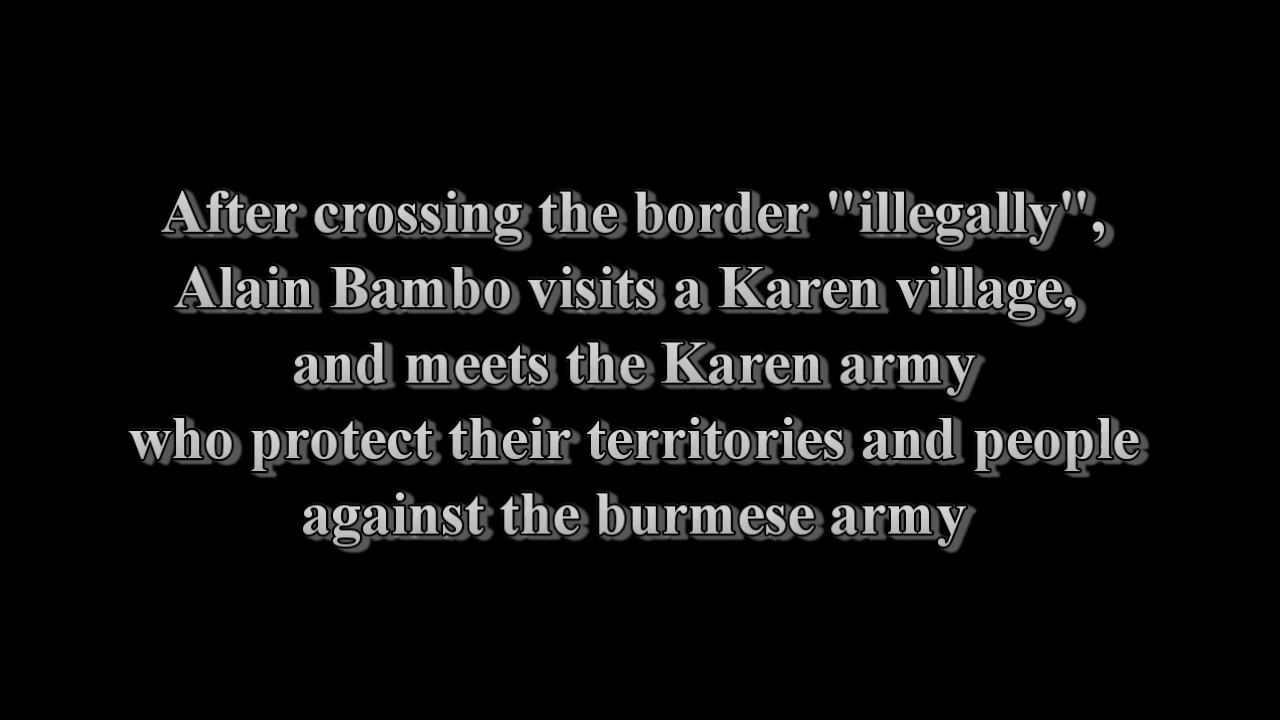 After crossing the border "illegally",
Alain Bambo visits a Karen village,
and meets the Karen army
who protect their territories and people
against the burmese army